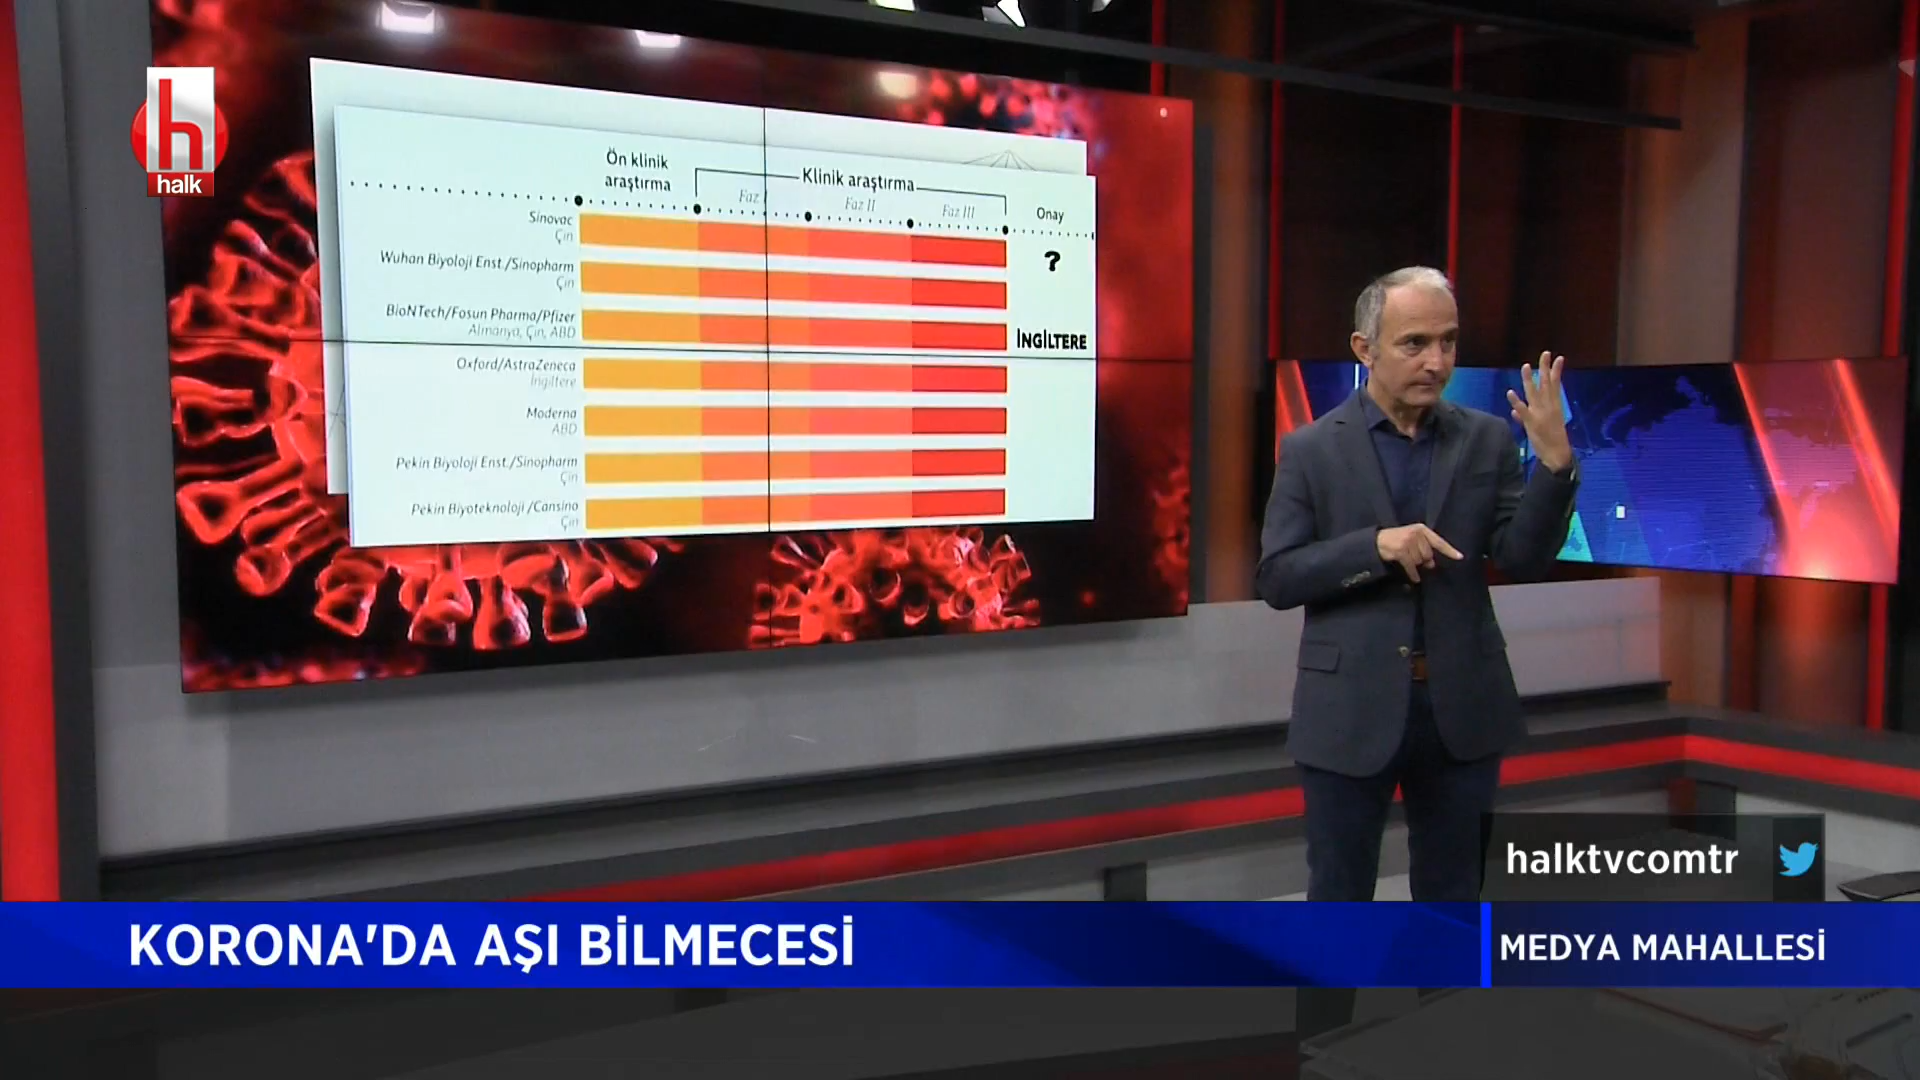 h
halk
Ön klinik
araştırma
Klinik araştırma
Faz I
Faz II
Faz III
Onay
Sinovac
Çin
?
Wuhan Biyoloji Enst./Sinopharm
Çin
BioNTech/Fosun Pharma/Pfizer
Almanya, Çin, ABD
İNGİLTERE
Oxford/AstraZeneca
İngiltere
Moderna
ABD
Pekin Biyoloji Enst./Sinopharm
Çin
Pekin Biyoteknoloji /Cansino
Çin
halktvcomtr
KORONA'DA AŞI BİLMECESİ
MEDYA MAHALLESİ